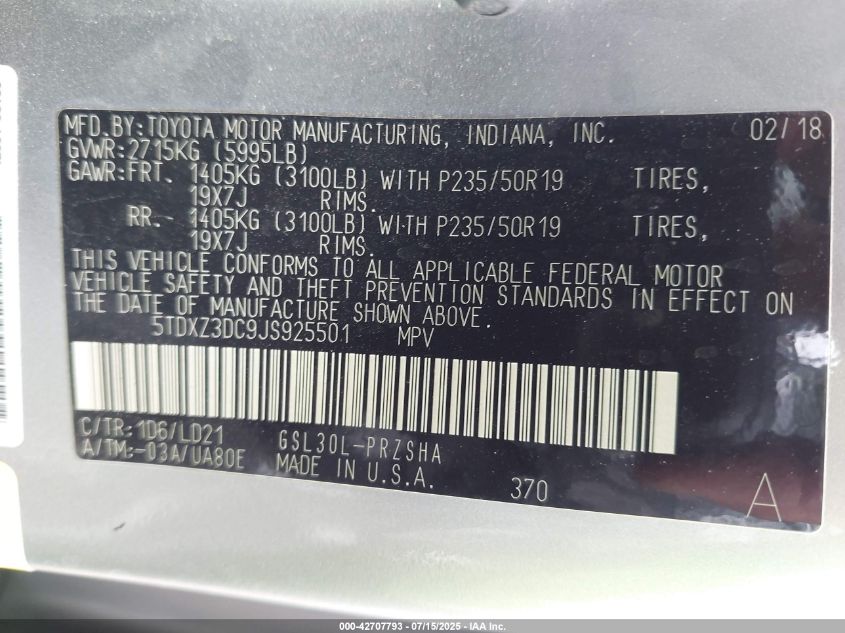 MFD.BY:TOYOTA MOTOR MANUFACTURING, INDIANA, INC. 02/18
GVWR:2715KG (5995LB)
GAWR:FRT. 1405KG (3100LB) WITH P235/50R19 TIRES,
19X7J RIMS.
RR. 1405KG (3100LB) WITH P235/50R19 TIRES,
19X7J RIMS.
THIS VEHICLE CONFORMS TO ALL APPLICABLE FEDERAL MOTOR
VEHICLE SAFETY AND THEFT PREVENTION STANDARDS IN EFFECT ON
THE DATE OF MANUFACTURE SHOWN ABOVE.
5TDXZ3DC9JS925501 MPV
C/TR:1D6/LD21 GSL30L-PRZSHA
A/TM:-03A/UA80E MADE IN U.S.A.
370 A
000-42707793 - 07/15/2025 - IAA Inc.